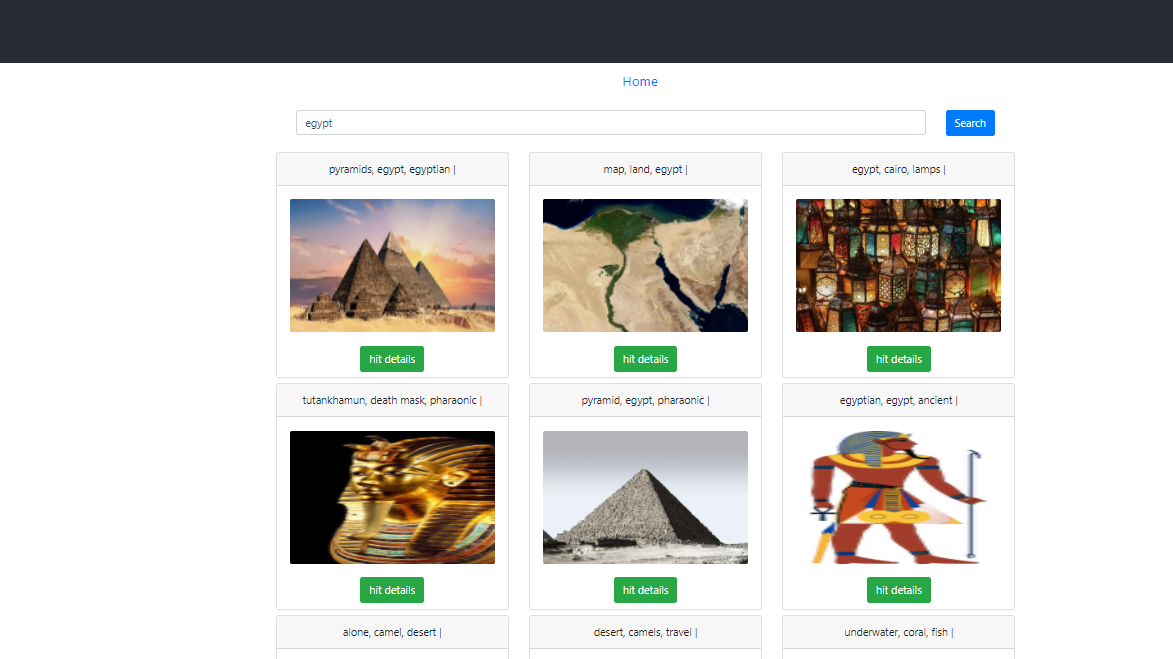 Home
egypt
Search
pyramids, egypt, egyptian |
map, land, egypt |
egypt, cairo, lamps |
hit details
hit details
hit details
tutankhamun, death mask, pharaonic |
pyramid, egypt, pharaonic |
egyptian, egypt, ancient |
hit details
hit details
hit details
alone, camel, desert |
desert, camels, travel |
underwater, coral, fish |